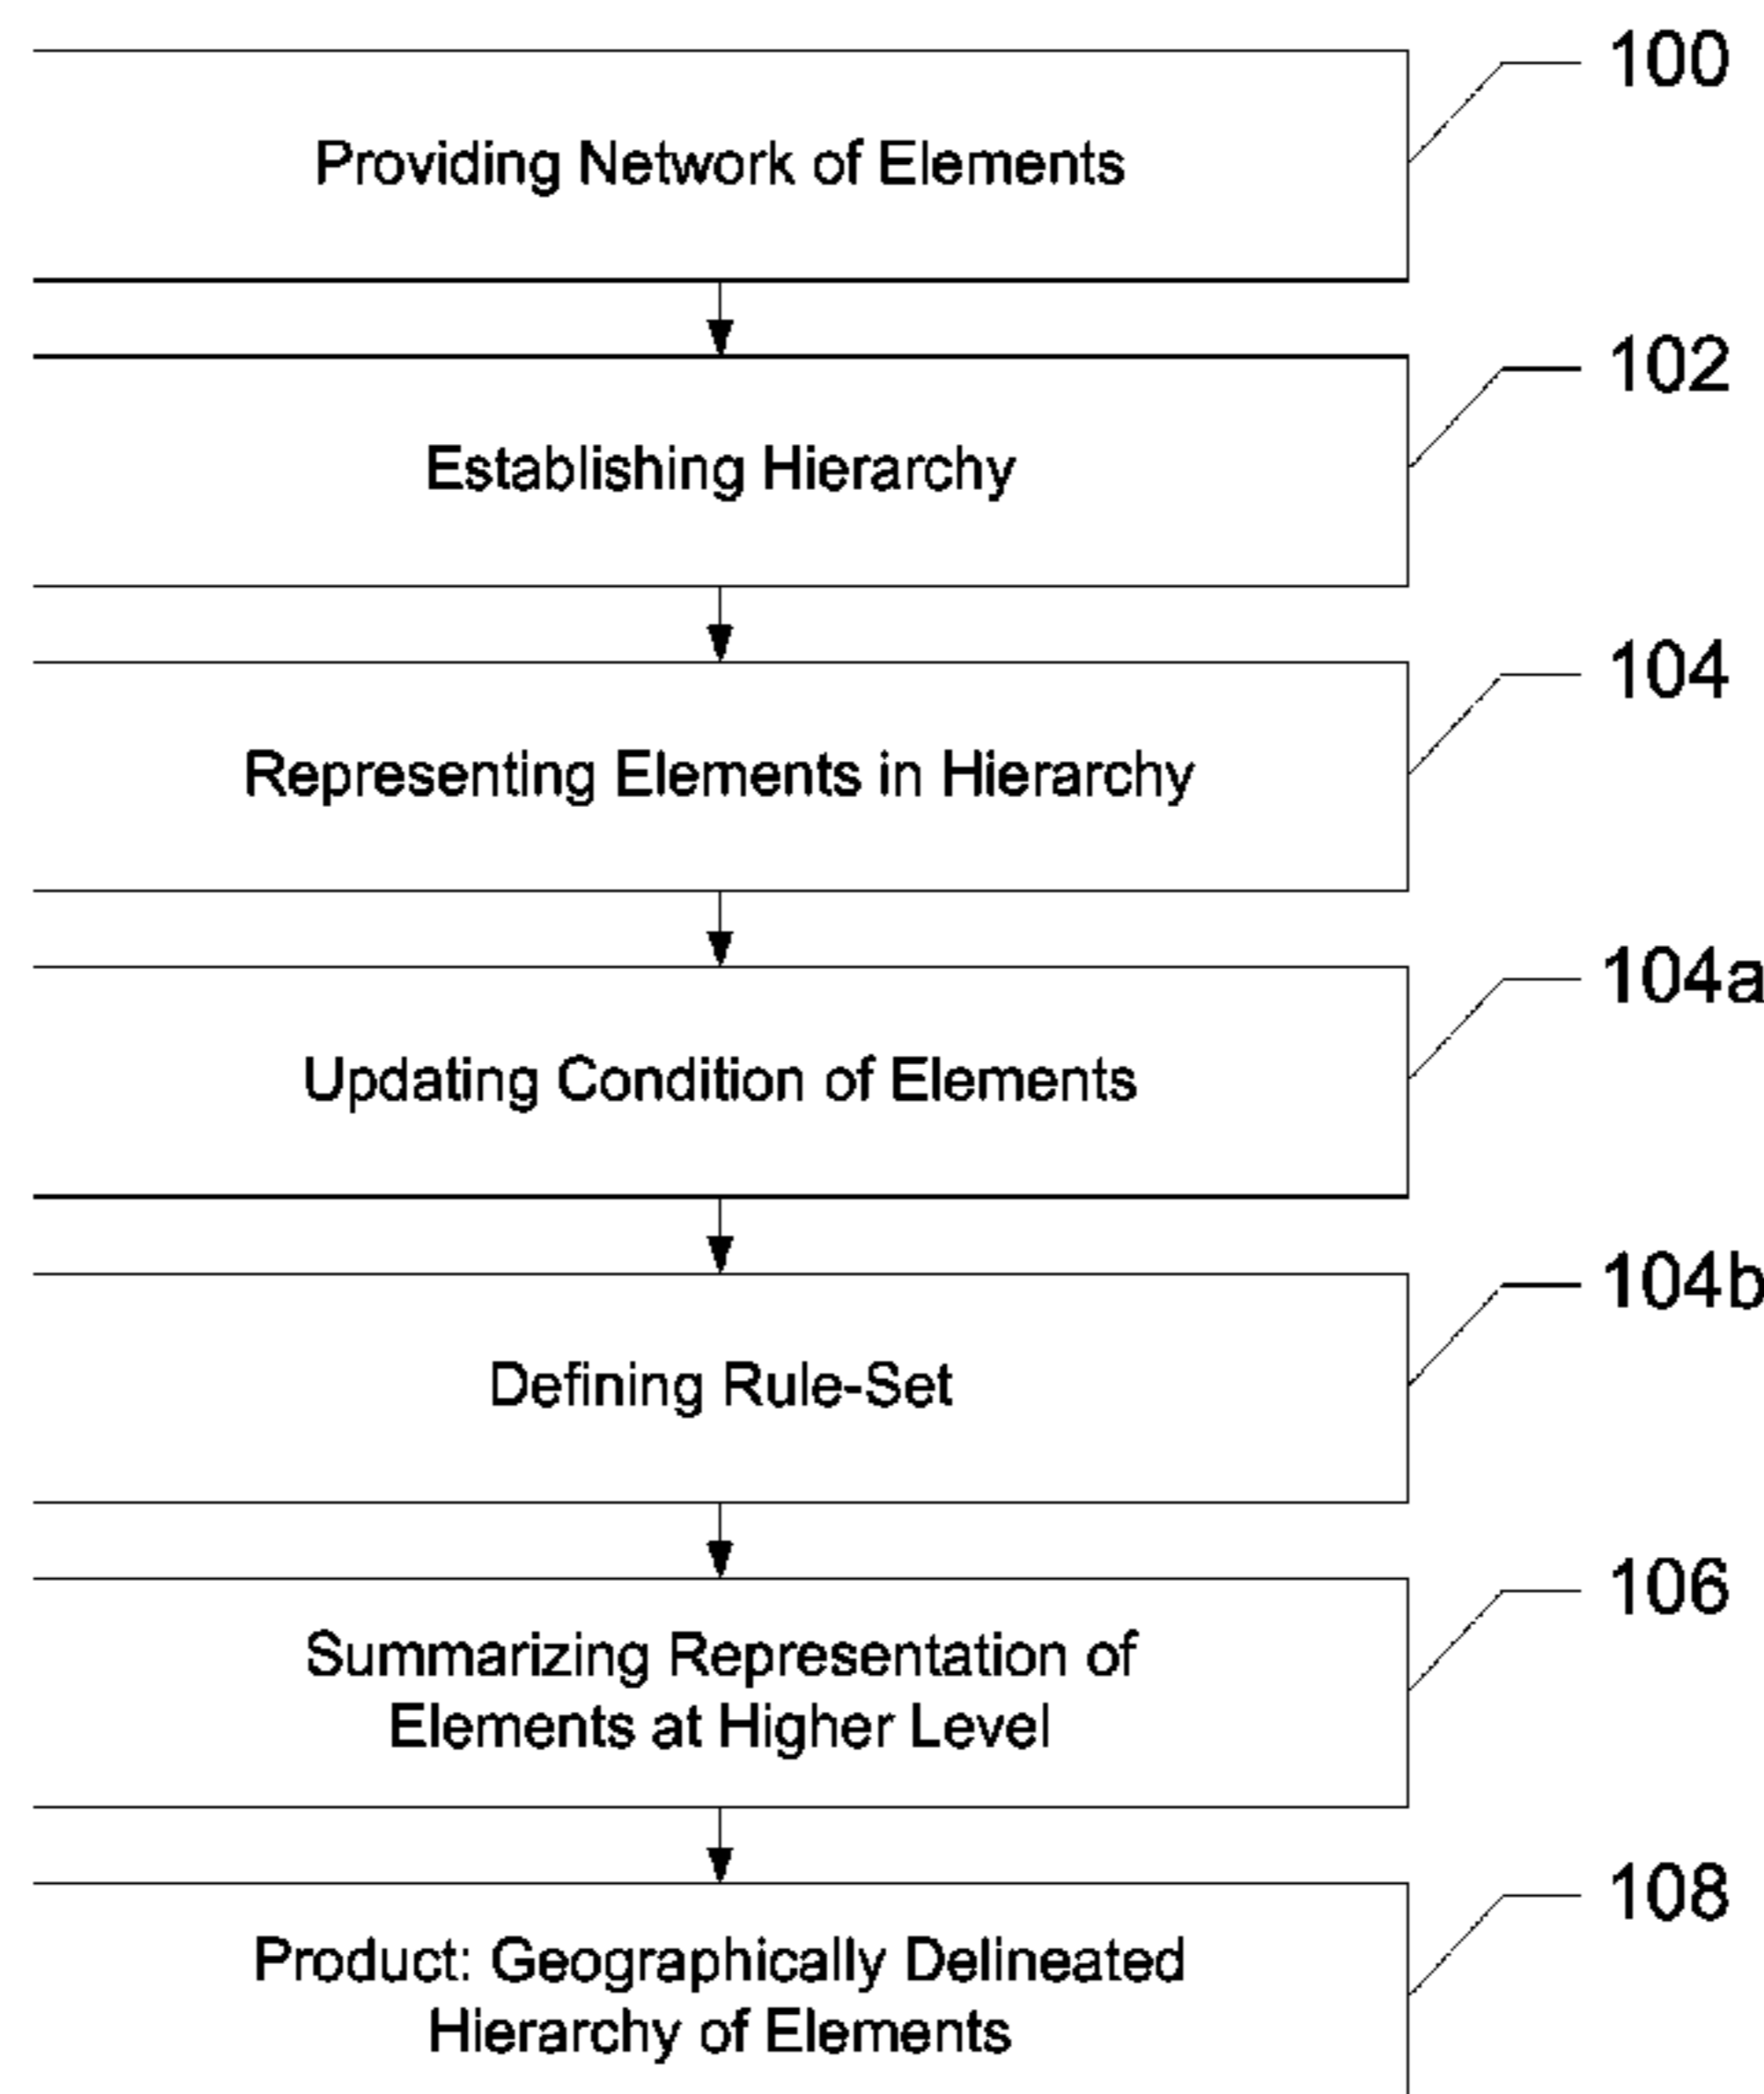 100
Providing Network of Elements
102
Establishing Hierarchy
104
Representing Elements in Hierarchy
104a
Updating Condition of Elements
104b
Defining Rule-Set
106
Summarizing Representation of
Elements at Higher Level
108
Product: Geographically Delineated
Hierarchy of Elements